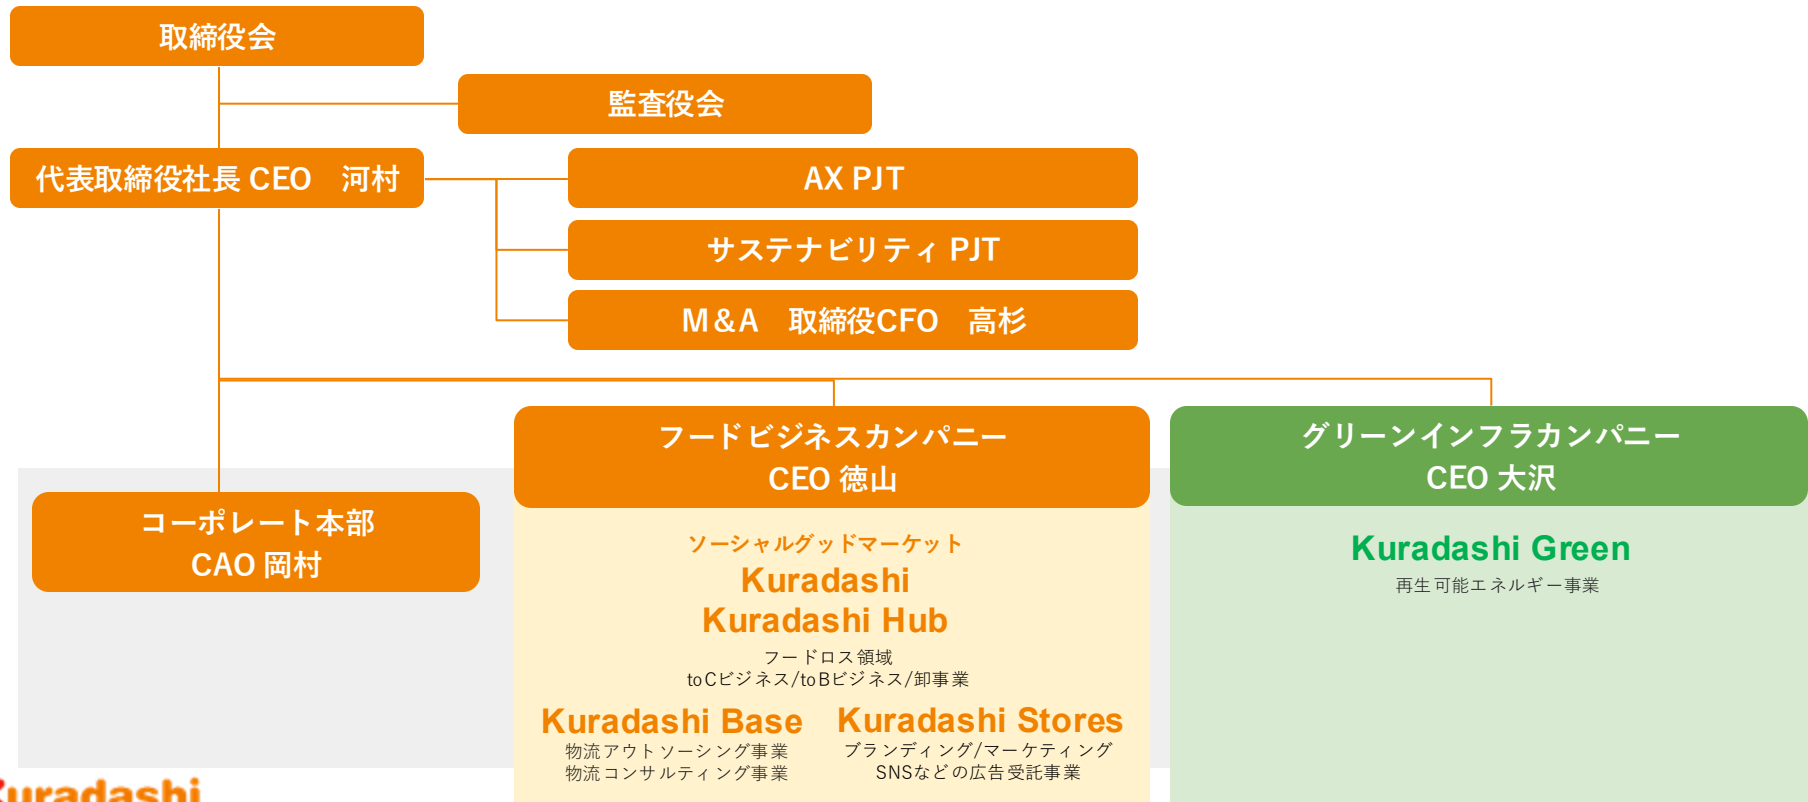 取締役会
監査役会
代表取締役社長 CEO　河村
AX PJT
サステナビリティ PJT
M＆A　取締役CFO　高杉
フードビジネスカンパニー
CEO 徳山
グリーンインフラカンパニー
CEO 大沢
コーポレート本部
CAO 岡村
ソーシャルグッドマーケット
Kuradashi
Kuradashi Hub
フードロス領域
toCビジネス/toBビジネス/卸事業
Kuradashi Base
物流アウトソーシング事業
物流コンサルティング事業
Kuradashi Stores
ブランディング/マーケティング
SNSなどの広告受託事業
Kuradashi Green
再生可能エネルギー事業
Kuradashi